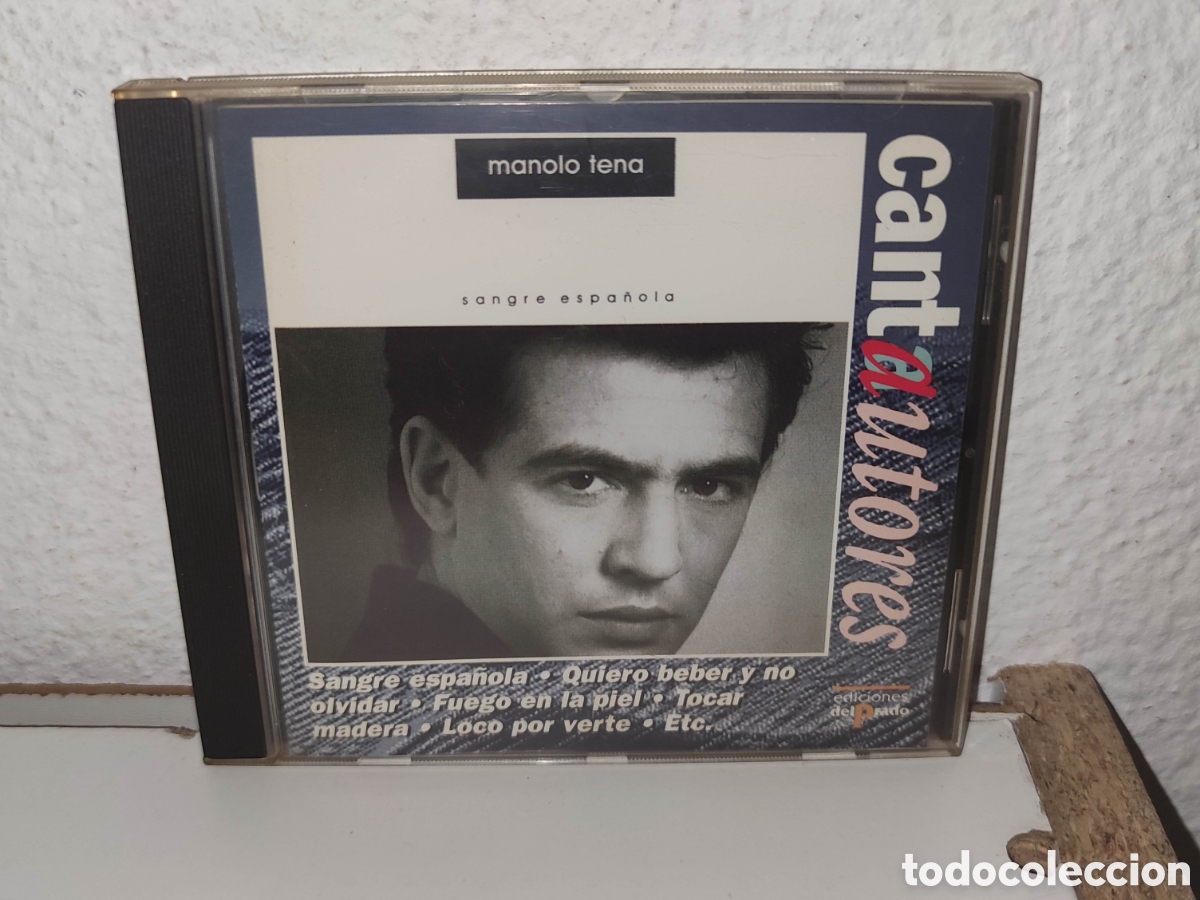 manolo tena
sangre española
cantautores
Sangre española • Quiero beber y no
olvidar • Fuego en la piel • Tocar
madera • Loco por verte • Etc.
ediciones
del Prado
todocoleccion